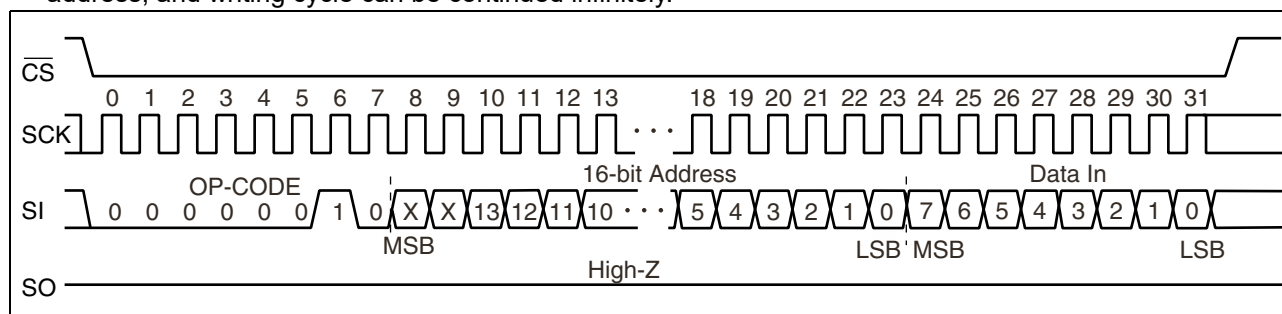 address, and writing cycle can be continued infinitely.
CS
0 1 2 3 4 5 6 7 8 9 10 11 12 13 18 19 20 21 22 23 24 25 26 27 28 29 30 31
SCK
OP-CODE 16-bit Address Data In
SI 0 0 0 0 0 0 1 0 X X 13 12 11 10 ··· 5 4 3 2 1 0 7 6 5 4 3 2 1 0
MSB LSB MSB LSB
High-Z
SO